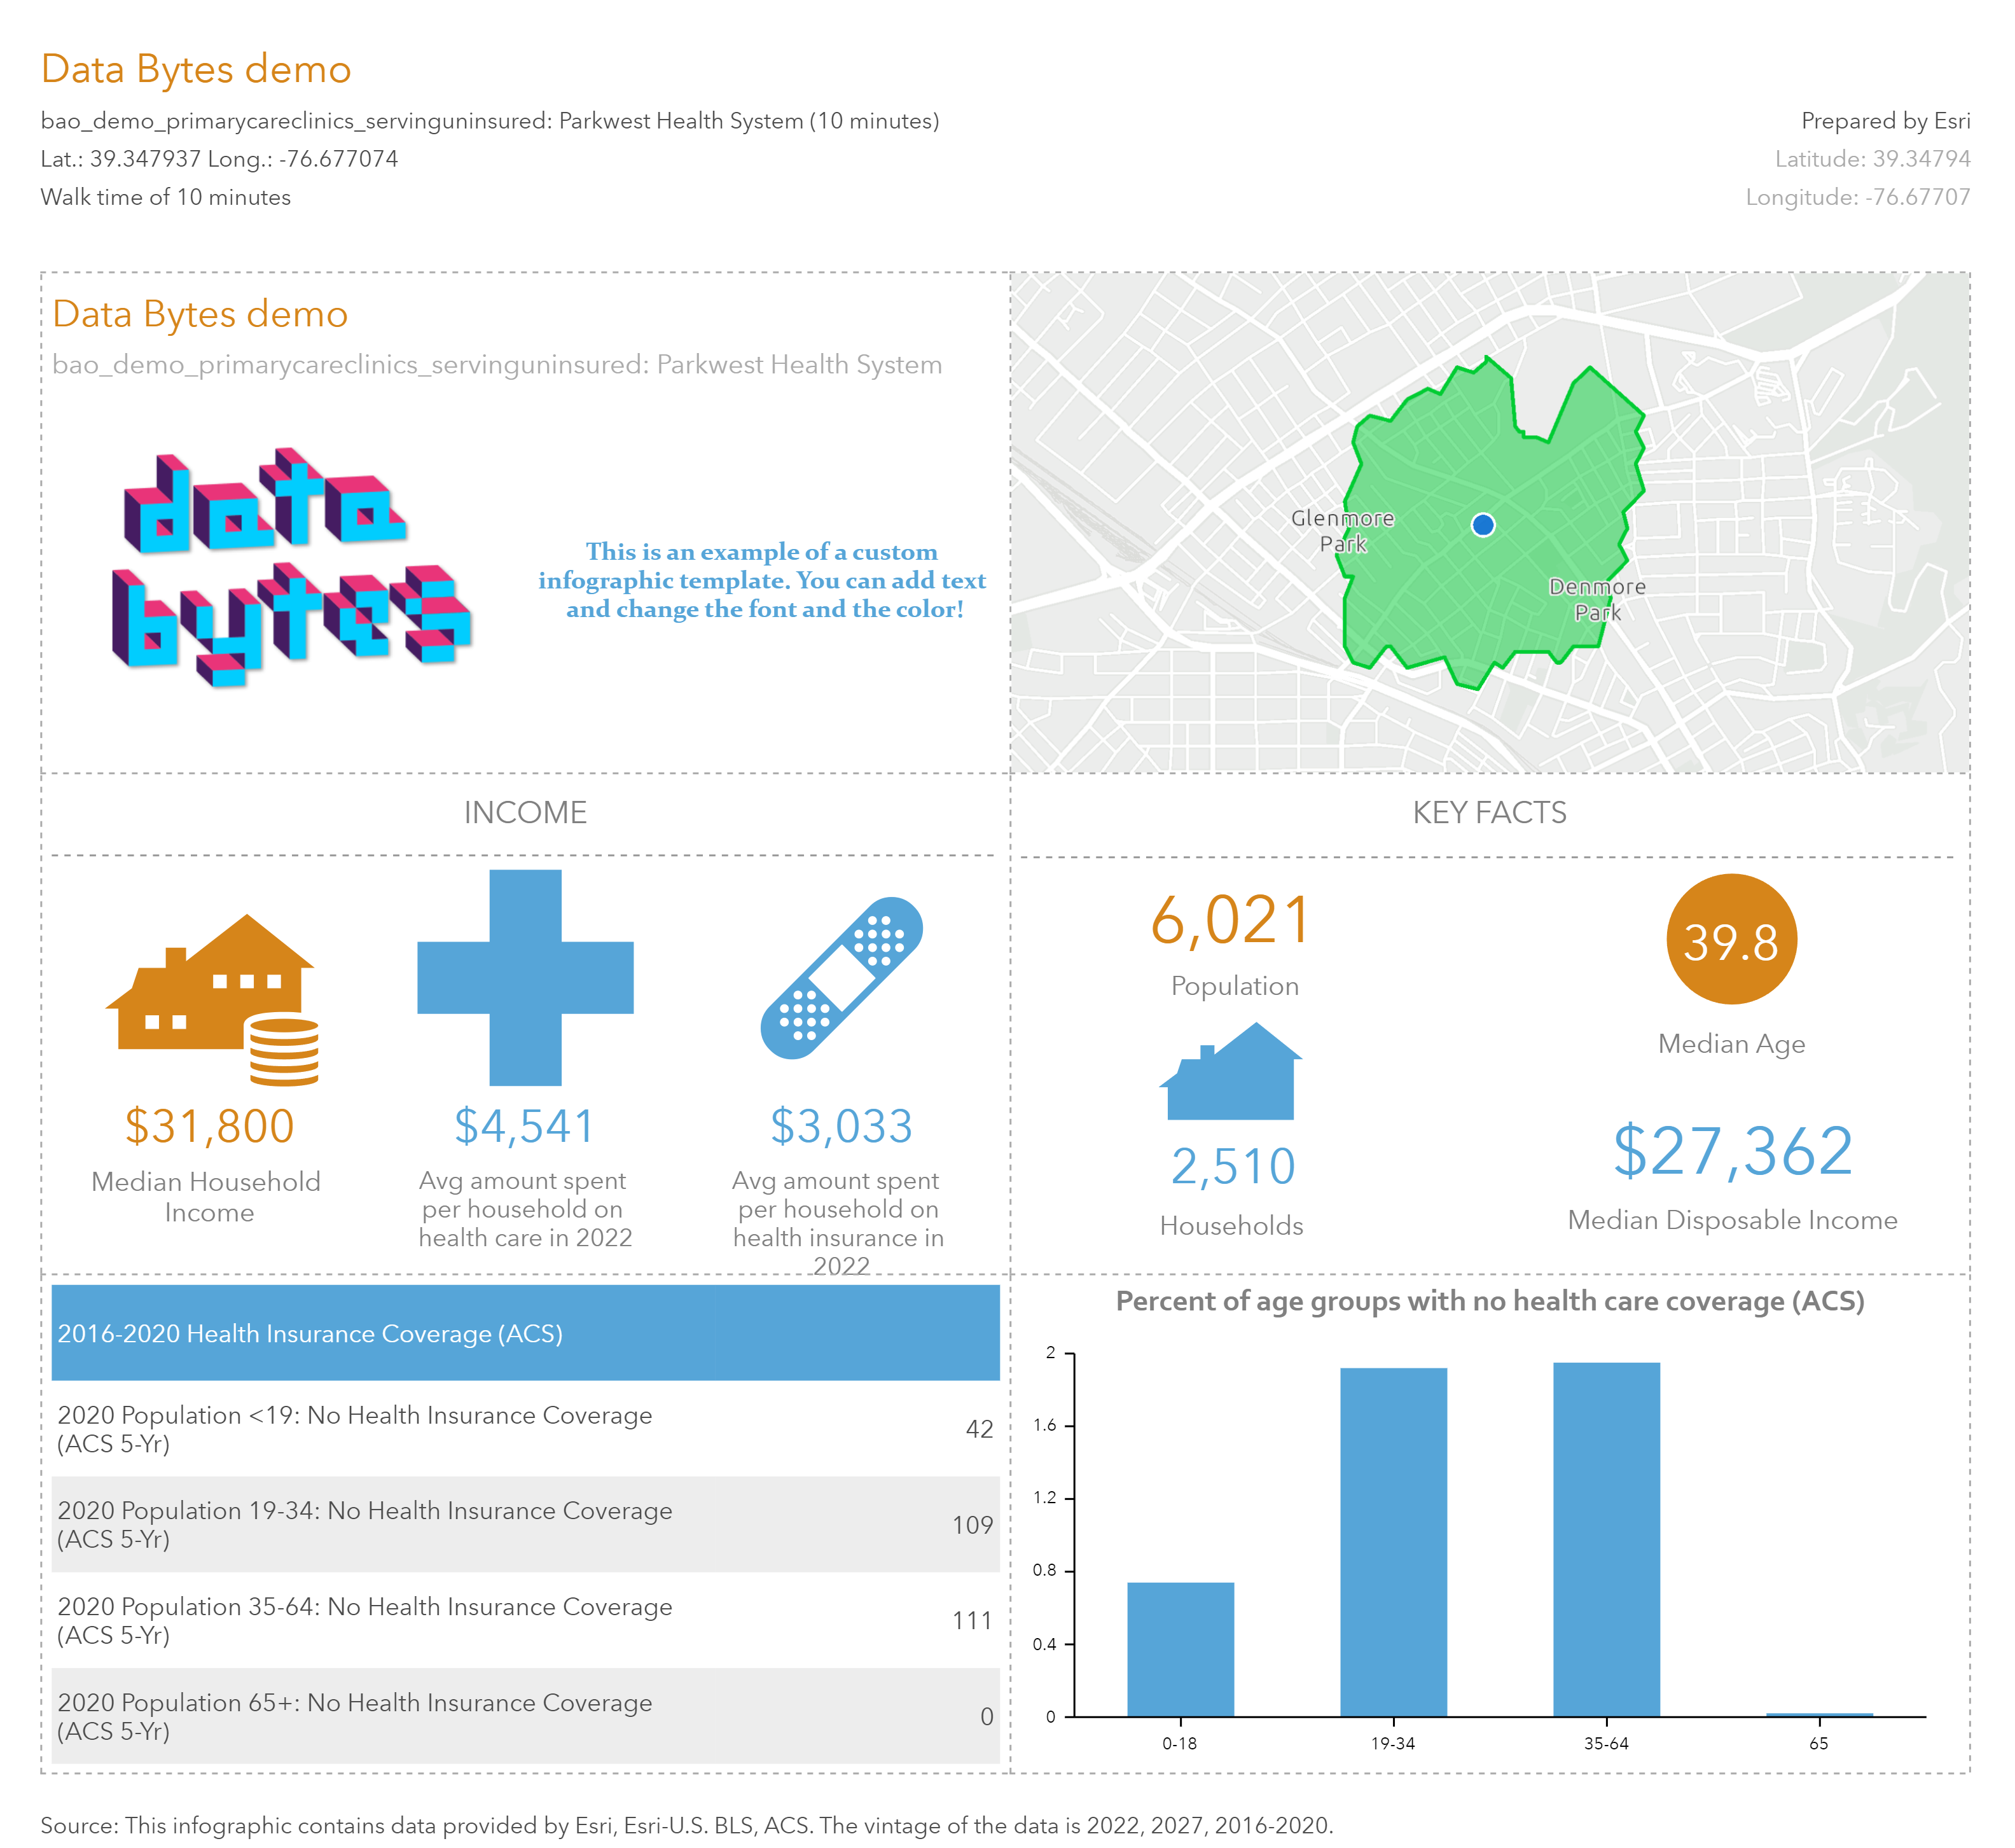 Data Bytes demo
bao_demo_primarycareclinics_servinguninsured: Parkwest Health System (10 minutes)
Prepared by Esri
Lat.: 39.347937 Long.: -76.677074
Latitude: 39.34794
Walk time of 10 minutes
Longitude: -76.67707
Data Bytes demo
bao_demo_primarycareclinics_servinguninsured: Parkwest Health System
data
bytes
This is an example of a custom
infographic template. You can add text
and change the font and the color!
Glenmore
Park
Denmore
Park
INCOME
$31,800
Median Household
Income
$4,541
Avg amount spent
per household on
health care in 2022
$3,033
Avg amount spent
per household on
health insurance in
2022
KEY FACTS
6,021
Population
39.8
Median Age
2,510
Households
$27,362
Median Disposable Income
2016-2020 Health Insurance Coverage (ACS)
2020 Population <19: No Health Insurance Coverage
(ACS 5-Yr)
42
2020 Population 19-34: No Health Insurance Coverage
(ACS 5-Yr)
109
2020 Population 35-64: No Health Insurance Coverage
(ACS 5-Yr)
111
2020 Population 65+: No Health Insurance Coverage
(ACS 5-Yr)
0
Percent of age groups with no health care coverage (ACS)
2
1.6
1.2
0.8
0.4
0
0-18
19-34
35-64
65
Source: This infographic contains data provided by Esri, Esri-U.S. BLS, ACS. The vintage of the data is 2022, 2027, 2016-2020.